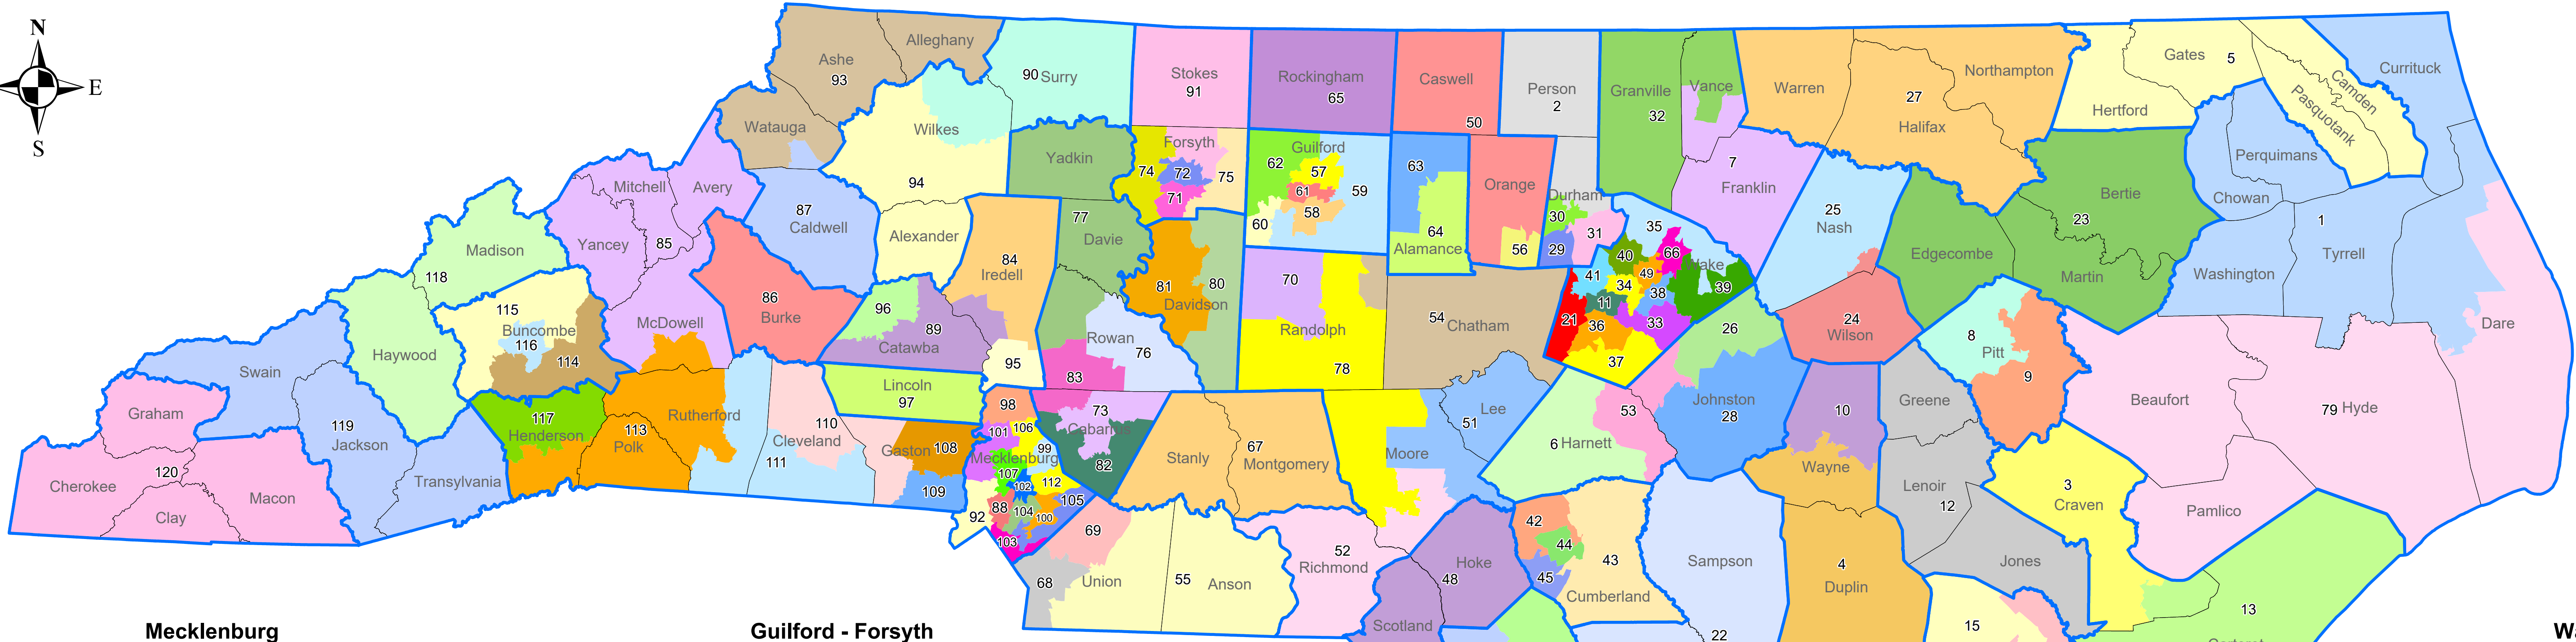 N
E
S
Ashe
93
Alleghany
90 Surry
Stokes
91
Rockingham
65
Caswell
50
Person
2
Granville
32
Vance
Warren
27
Northampton
Halifax
Gates
5
Hertford
Camden
Pasquotank
Currituck
Watauga
Wilkes
94
Yadkin
Forsyth
74
72
71
75
Guilford
62
57
61
59
58
60
63
64
Alamance
Orange
56
Durham
30
29
31
7
Franklin
25
Nash
Edgecombe
Bertie
23
Martin
Perquimans
Chowan
1
Tyrrell
Washington
Dare
Mitchell
Avery
Yancey
85
87
Caldwell
Alexander
84
Iredell
77
Davie
81
80
Davidson
70
Randolph
78
54
Chatham
35
40
66
Wake
41
49
34
38
39
11
21
36
33
37
26
24
Wilson
8
Pitt
9
Madison
118
115
Buncombe
116
114
McDowell
86
Burke
96
89
Catawba
95
Rowan
76
83
Haywood
Swain
Graham
119
Jackson
117
Henderson
113
Polk
Rutherford
110
Cleveland
111
Lincoln
97
Gaston
108
109
98
101
106
99
Mecklenburg
107
102
112
105
88
104
100
92
103
73
Cabarrus
82
Stanly
67
Montgomery
Moore
51
Lee
6 Harnett
53
Johnston
28
10
Wayne
Greene
Lenoir
12
Jones
3
Craven
Beaufort
79 Hyde
Pamlico
13
120
Cherokee
Macon
Clay
Transylvania
69
68
Union
55
Anson
52
Richmond
48
Hoke
Scotland
42
44
45
43
Cumberland
Sampson
22
4
Duplin
15
Mecklenburg
Guilford - Forsyth